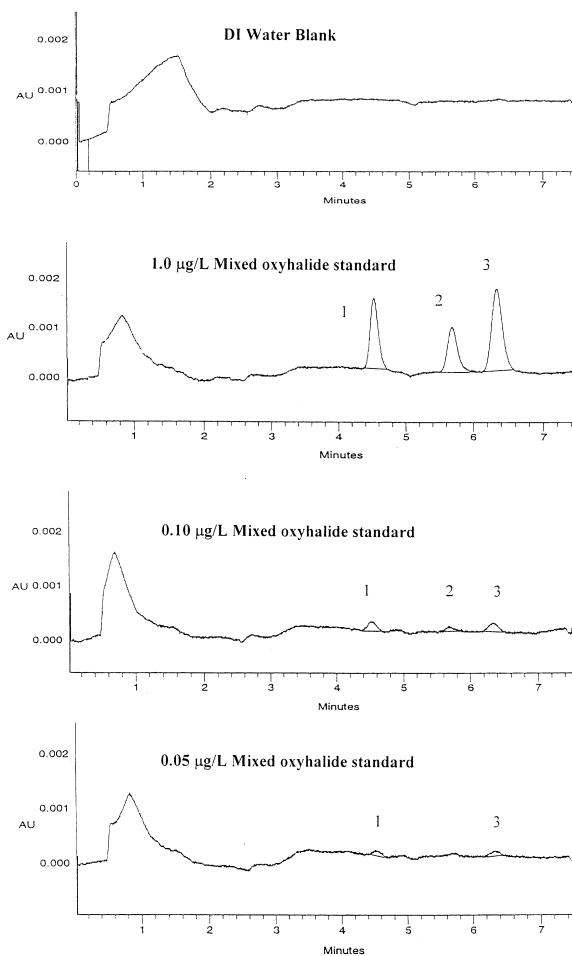 DI Water Blank
0.002
0.001
AU
0.000
0 1 2 3 4 5 6 7
Minutes
1.0 μg/L Mixed oxyhalide standard
3
0.002
1 2
0.001
AU
0.000
1 2 3 4 5 6 7
Minutes
0.10 μg/L Mixed oxyhalide standard
0.002
AU 0.001
1 2 3
0.000
1 2 3 4 5 6 7
Minutes
0.05 μg/L Mixed oxyhalide standard
0.002
0.001
AU
1 3
0.000
1 2 3 4 5 6 7
Minutes